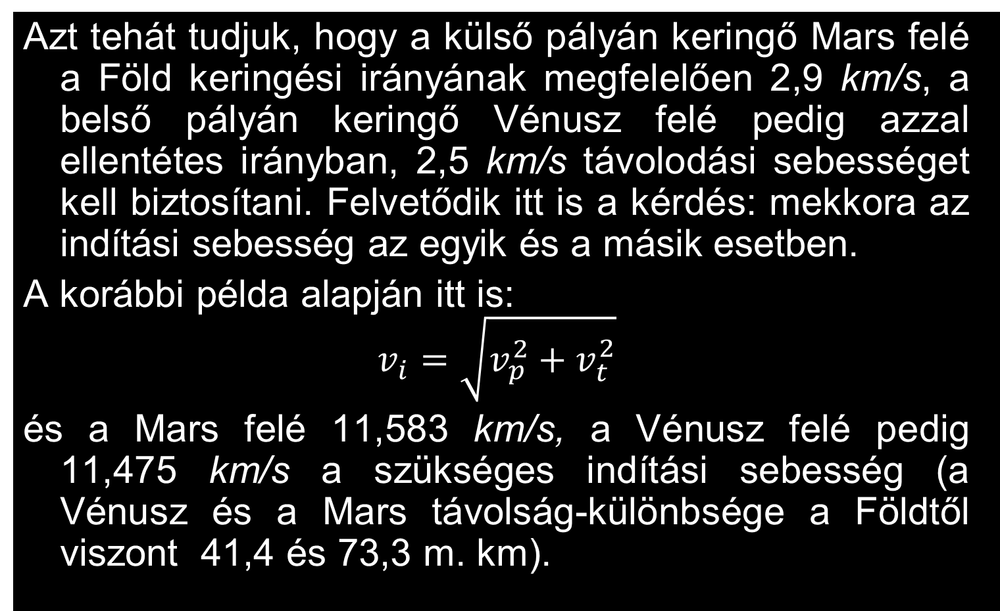 Azt tehát tudjuk, hogy a külső pályán keringő Mars felé
a Föld keringési irányának megfelelően 2,9 km/s, a
belső pályán keringő Vénusz felé pedig azzal
ellentétes irányban, 2,5 km/s távolodási sebességet
kell biztosítani. Felvetődik itt is a kérdés: mekkora az
indítási sebesség az egyik és a másik esetben.
A korábbi példa alapján itt is:
v_i = √(v_p^2 + v_t^2)
és a Mars felé 11,583 km/s, a Vénusz felé pedig
11,475 km/s a szükséges indítási sebesség (a
Vénusz és a Mars távolság-különbsége a Földtől
viszont 41,4 és 73,3 m. km).